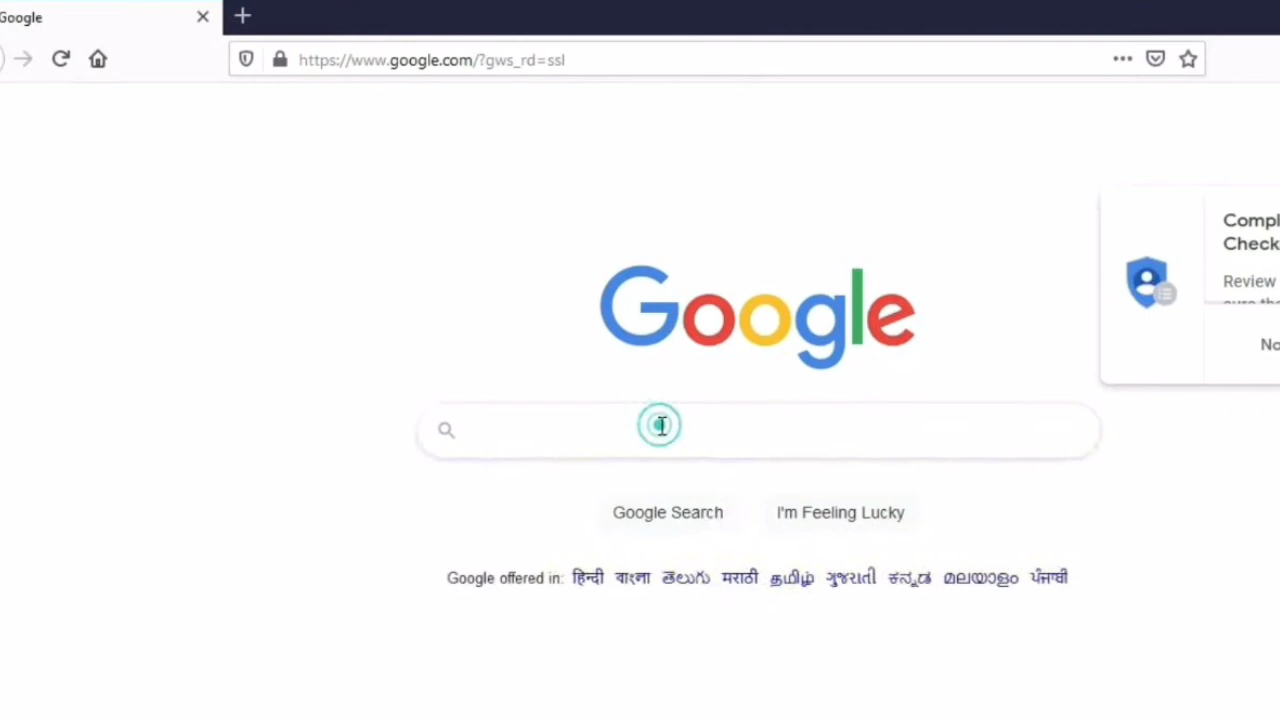 Google
https://www.google.com/?gws_rd=ssl
Google
Compl
Check
Review
No
Google Search
I'm Feeling Lucky
Google offered in: हिन्दी বাংলা తెలుగు मराठी தமிழ் ગુજરાતી ಕನ್ನಡ മലയാളം ਪੰਜਾਬੀ